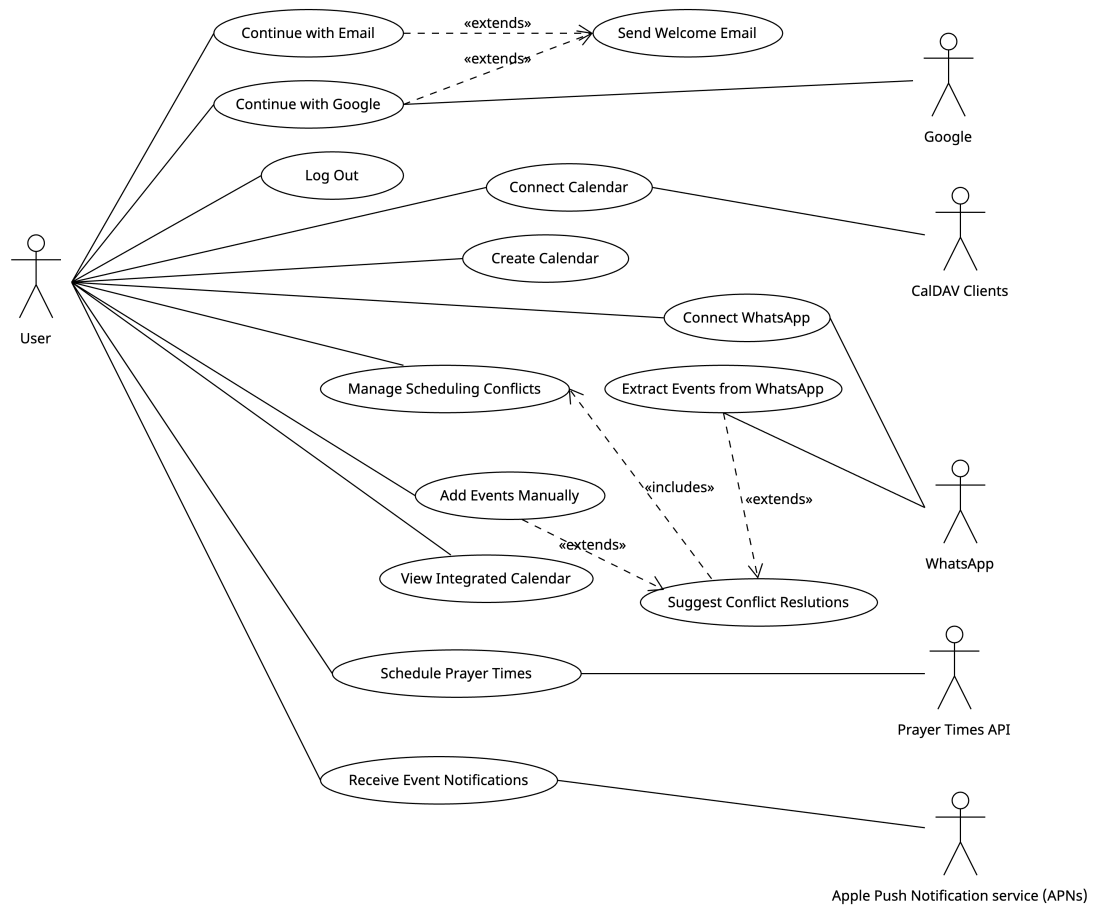 Continue with Email
«extends»
Send Welcome Email
«extends»
Continue with Google
Google
Log Out
Connect Calendar
CalDAV Clients
Create Calendar
User
Connect WhatsApp
Manage Scheduling Conflicts
Extract Events from WhatsApp
«includes»
«extends»
Add Events Manually
«extends»
WhatsApp
View Integrated Calendar
Suggest Conflict Reslutions
Schedule Prayer Times
Prayer Times API
Receive Event Notifications
Apple Push Notification service (APNs)